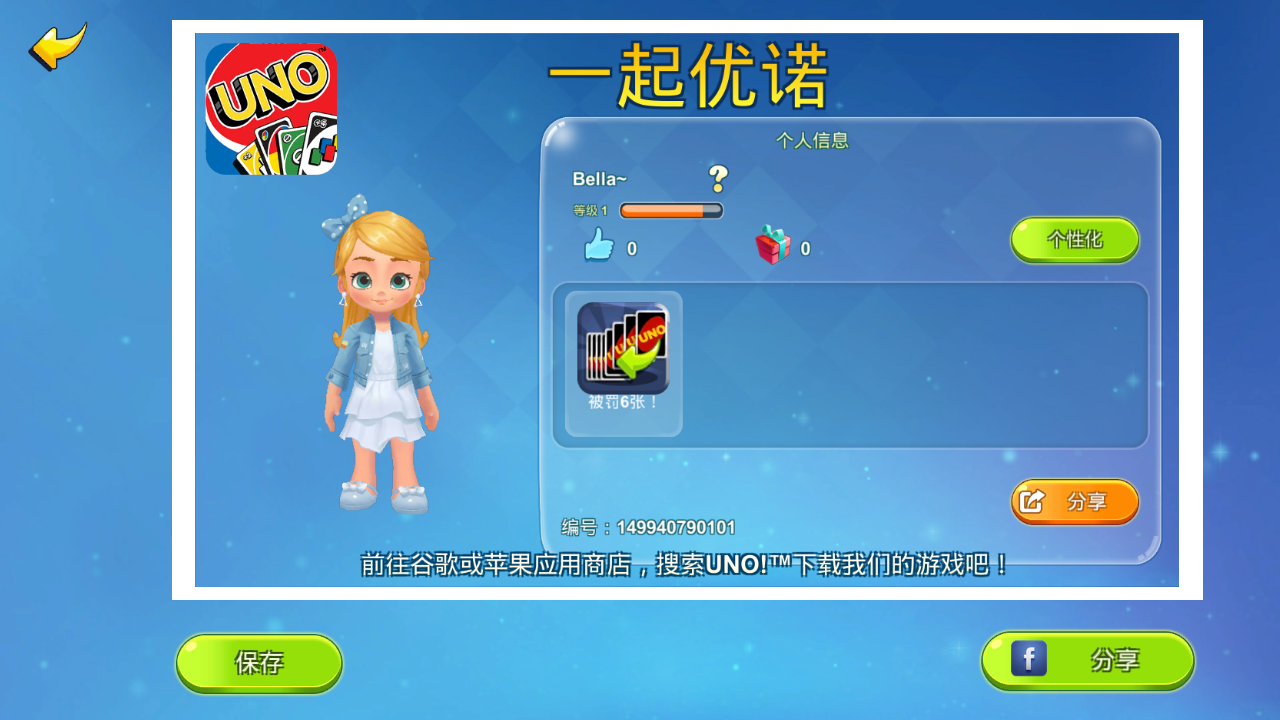 UNO
™
一起优诺
个人信息
Bella~
?
等级 1
0
0
个性化
UNO
被罚6张！
分享
编号：149940790101
前往谷歌或苹果应用商店，搜索UNO!™下载我们的游戏吧！
保存
f 分享